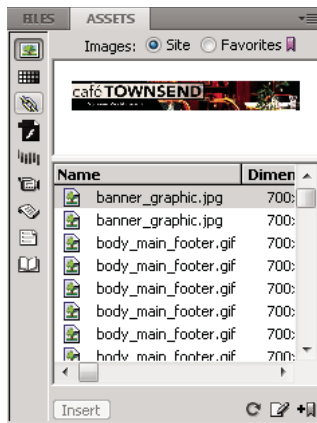 FILES ASSETS
Images: Site Favorites
café TOWNSEND
Name Dimen
banner_graphic.jpg 700:
banner_graphic.jpg 700:
body_main_footer.gif 700:
body_main_footer.gif 700:
body_main_footer.gif 700:
body_main_footer.gif 700:
body_main_footer.gif 700:
Insert